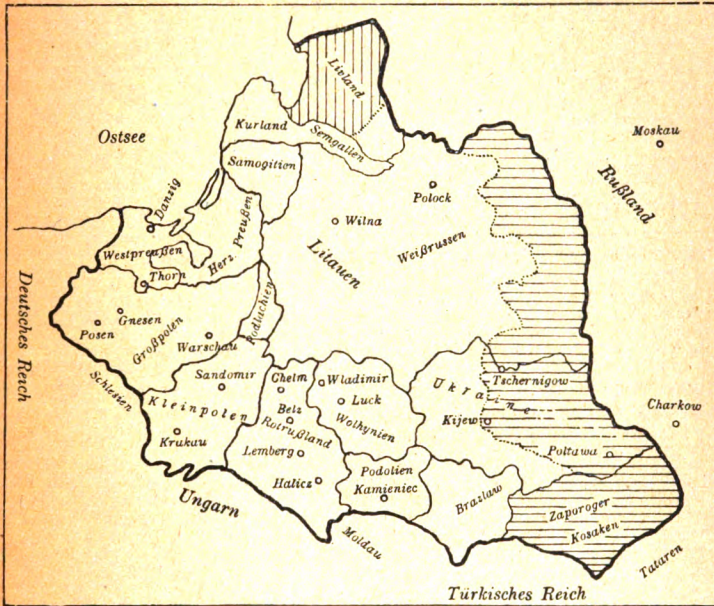 Livland
Ostsee
Kurland
Semgallen
Moskau
Samogitien
Rußland
Danzig
Polock
Wilna
Herz. Preußen
Westpreußen
Litauen
Weißrussen
Thorn
Deutsches Reich
Gnesen
Posen
Großpolen
Podlachien
Warschau
Schlesien
Sandomir
Chelm
Wladimir
Tschernigow
Kleinpolen
Belz
Luck
Ukraine
Charkow
Rotrußland
Wolhynien
Kijew
Krakau
Lemberg
Poltawa
Podolien
Halicz
Kamieniec
Brazlaw
Ungarn
Zaporoger
Kosaken
Moldau
Tataren
Türkisches Reich